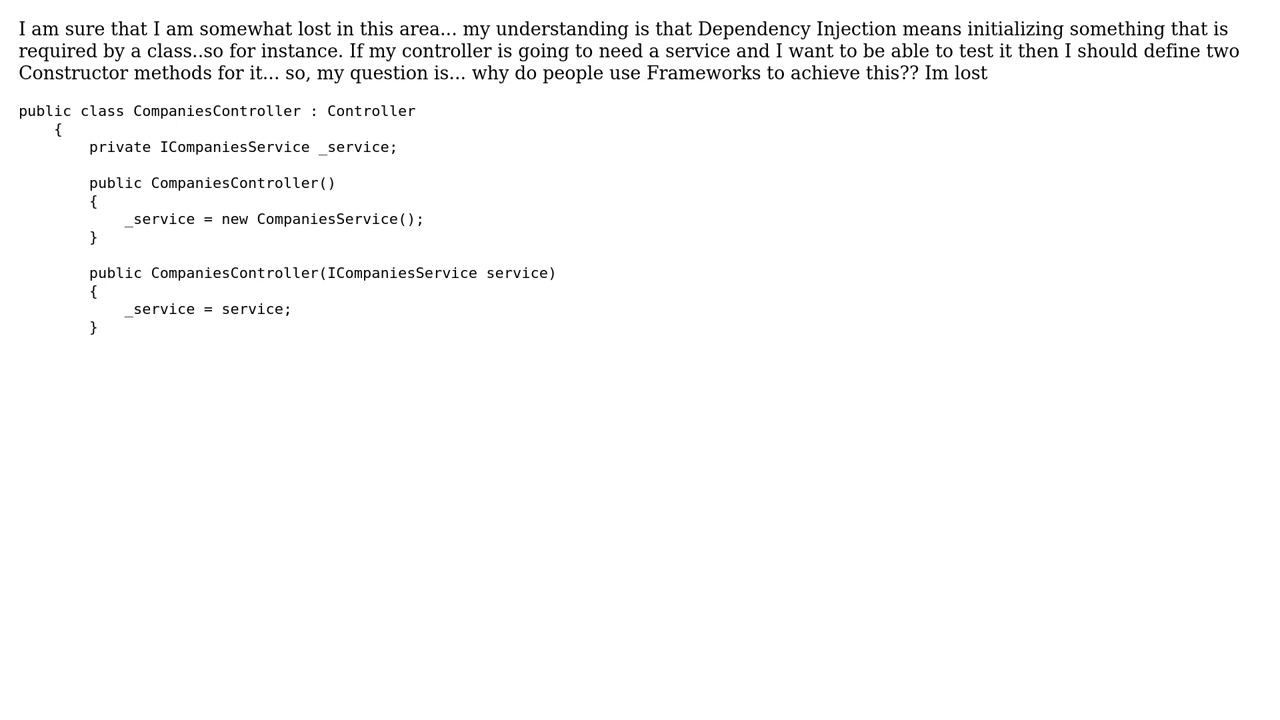 I am sure that I am somewhat lost in this area... my understanding is that Dependency Injection means initializing something that is
required by a class..so for instance. If my controller is going to need a service and I want to be able to test it then I should define two
Constructor methods for it... so, my question is... why do people use Frameworks to achieve this?? Im lost
public class CompaniesController : Controller
    {
        private ICompaniesService _service;
        public CompaniesController()
        {
            _service = new CompaniesService();
        }
        public CompaniesController(ICompaniesService service)
        {
            _service = service;
        }